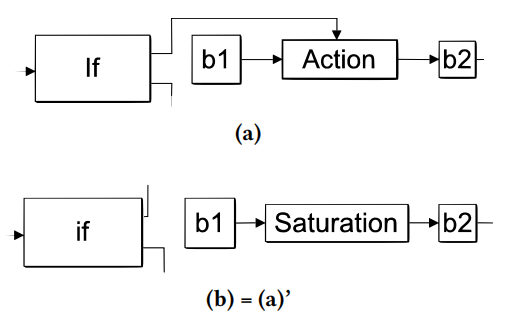 If b1 Action b2
(a)
if b1 Saturation b2
(b) = (a)’